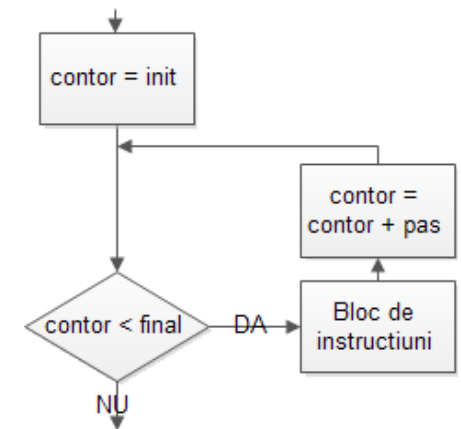 contor = init
contor =
contor + pas
contor < final
DA
Bloc de
instructiuni
NU